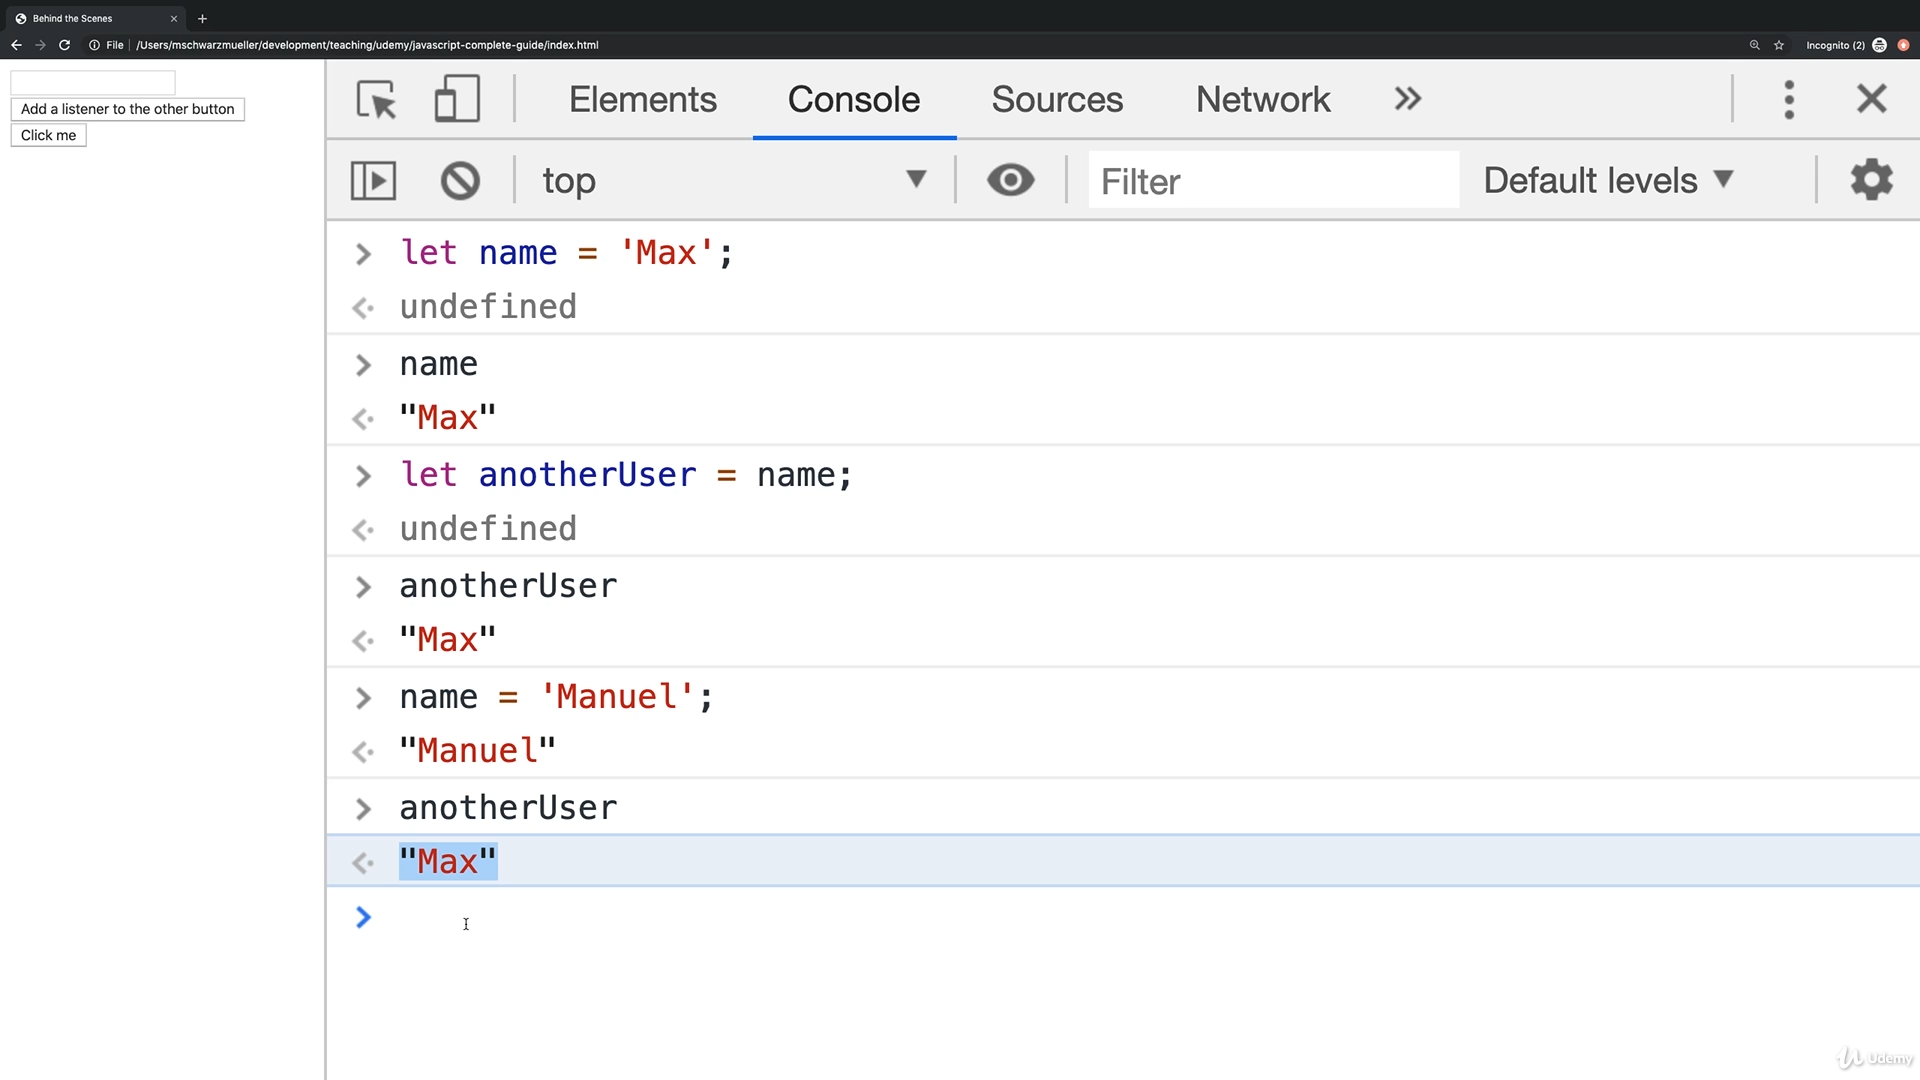 Behind the Scenes
File /Users/mschwarzmueller/development/teaching/udemy/javascript-complete-guide/index.html
Incognito (2)
Add a listener to the other button
Click me
Elements Console Sources Network
top Filter Default levels
let name = 'Max';
undefined
name
"Max"
let anotherUser = name;
undefined
anotherUser
"Max"
name = 'Manuel';
"Manuel"
anotherUser
"Max"
Udemy